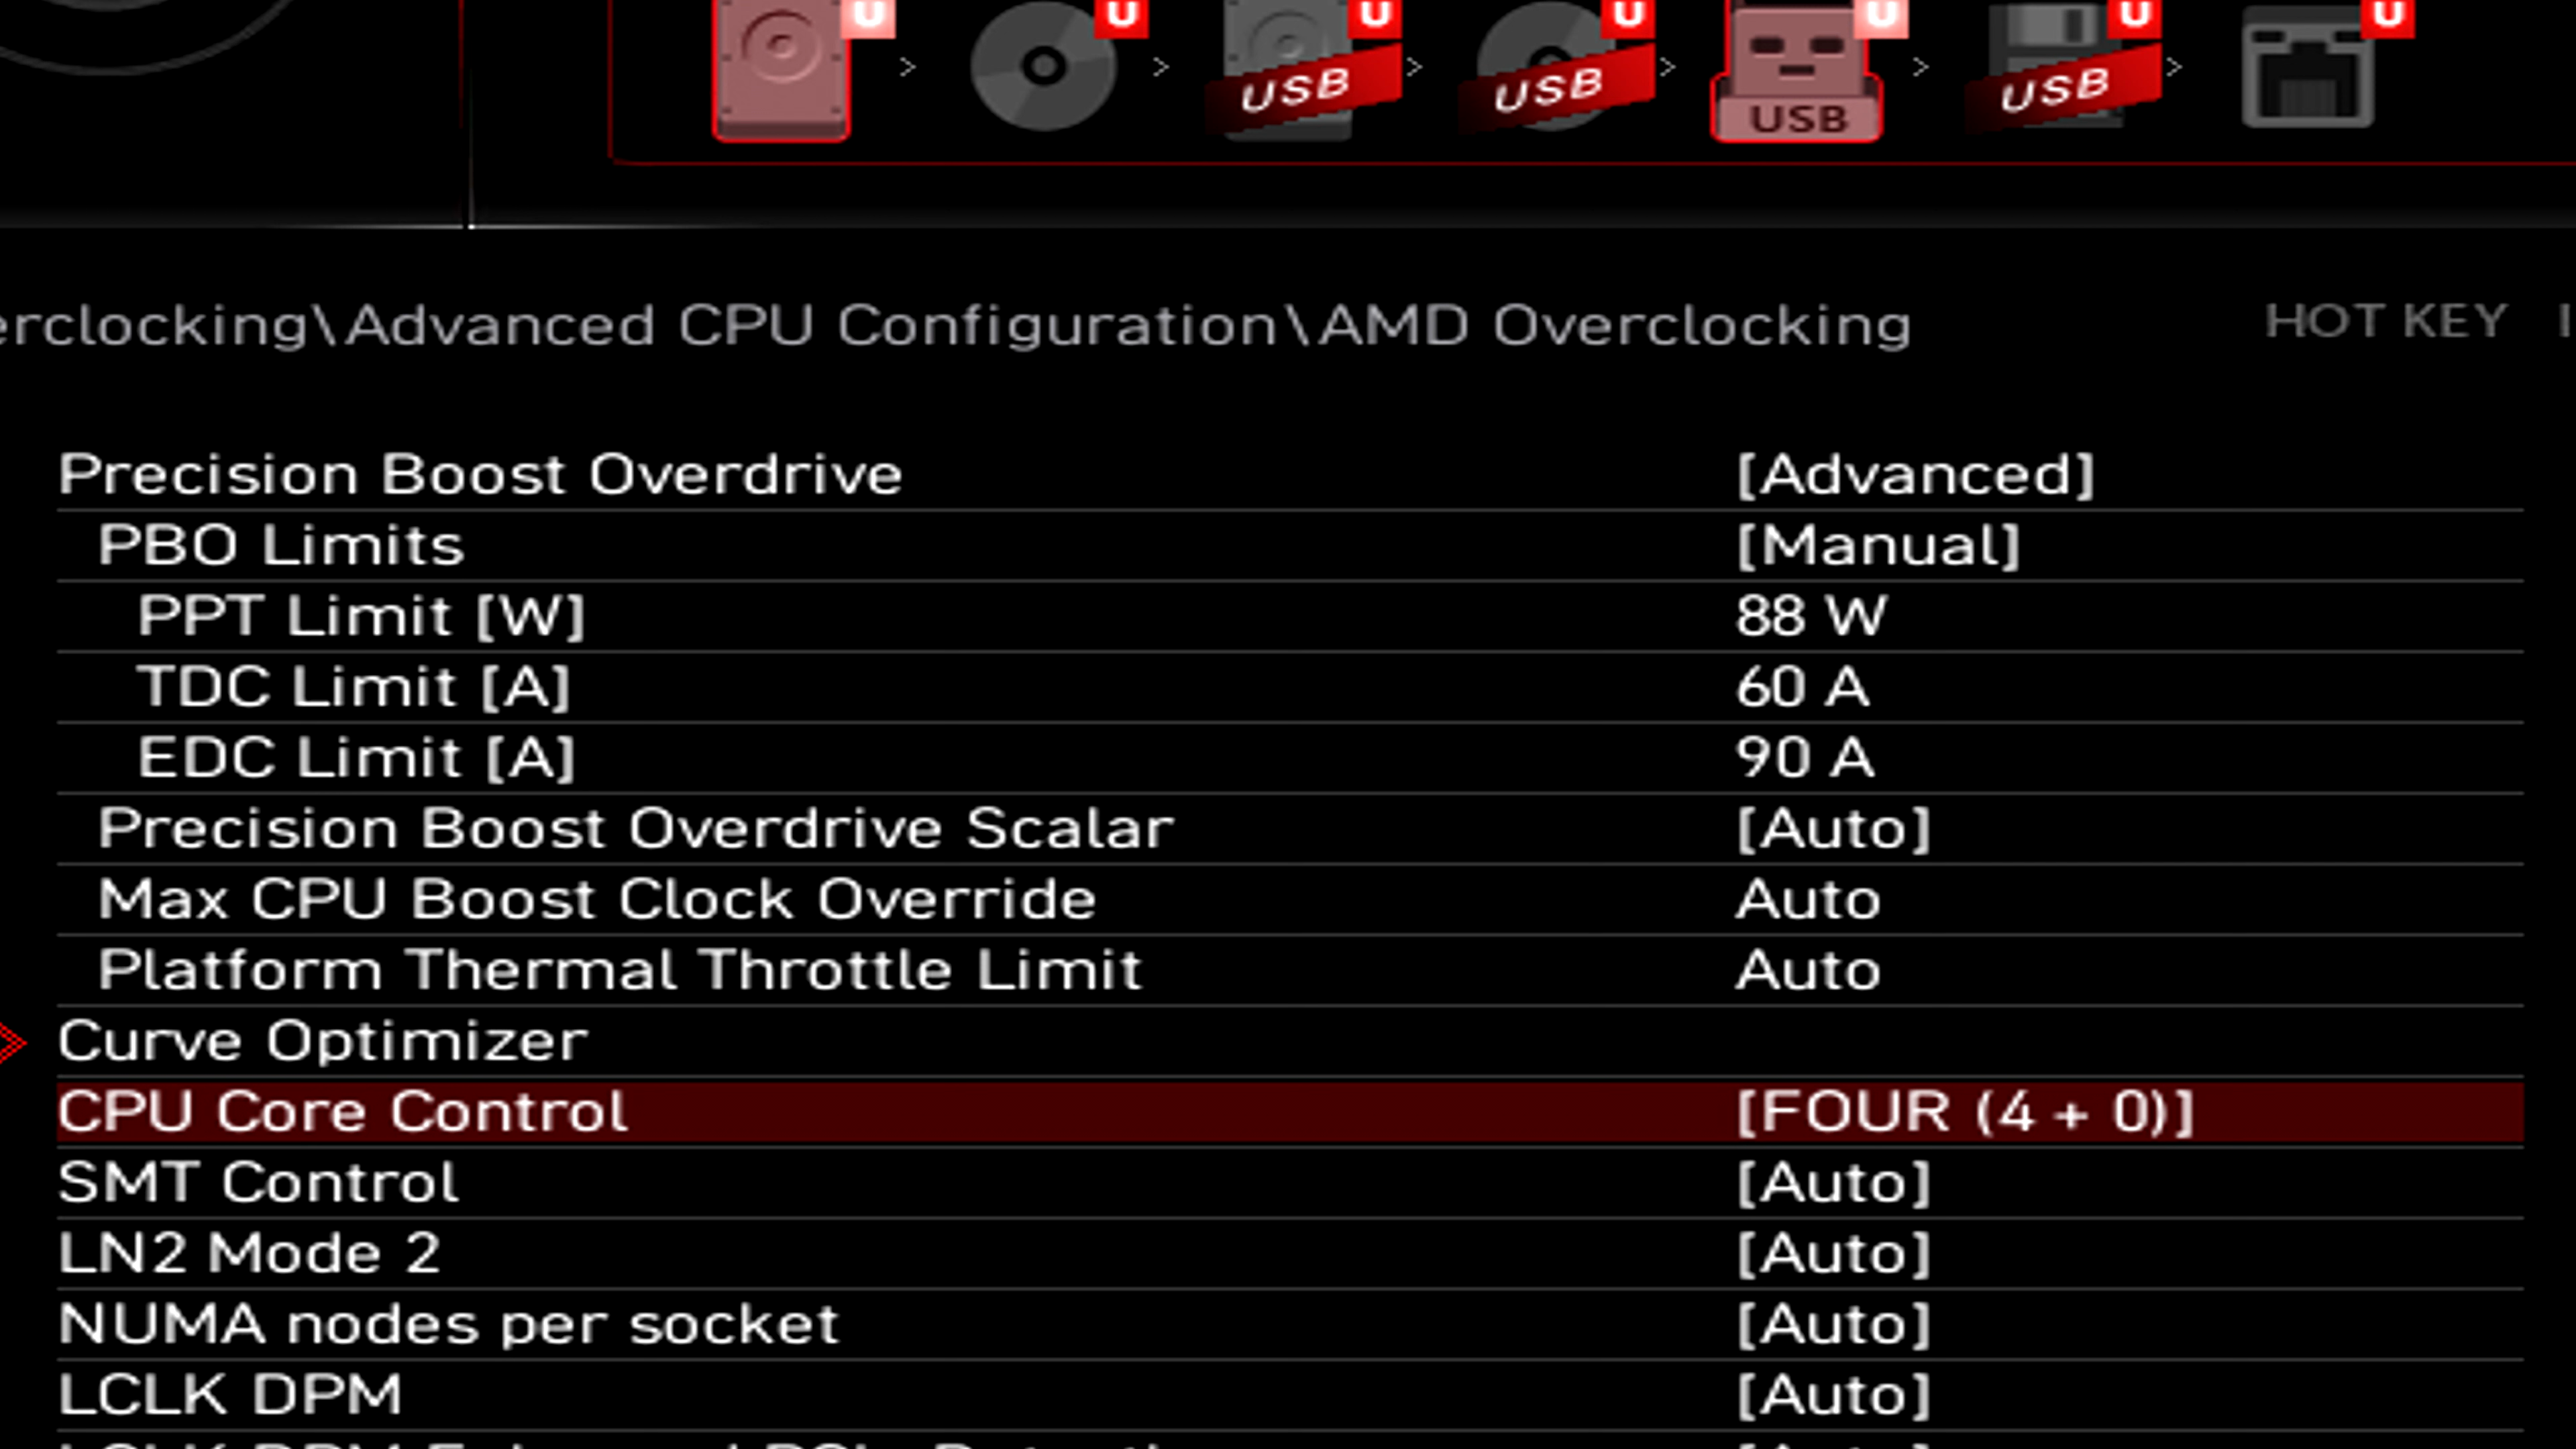 U U U U U U U
USB USB USB USB
erclocking\Advanced CPU Configuration\AMD Overclocking HOT KEY
Precision Boost Overdrive [Advanced]
PBO Limits [Manual]
PPT Limit [W] 88 W
TDC Limit [A] 60 A
EDC Limit [A] 90 A
Precision Boost Overdrive Scalar [Auto]
Max CPU Boost Clock Override Auto
Platform Thermal Throttle Limit Auto
Curve Optimizer
CPU Core Control [FOUR (4 + 0)]
SMT Control [Auto]
LN2 Mode 2 [Auto]
NUMA nodes per socket [Auto]
LCLK DPM [Auto]